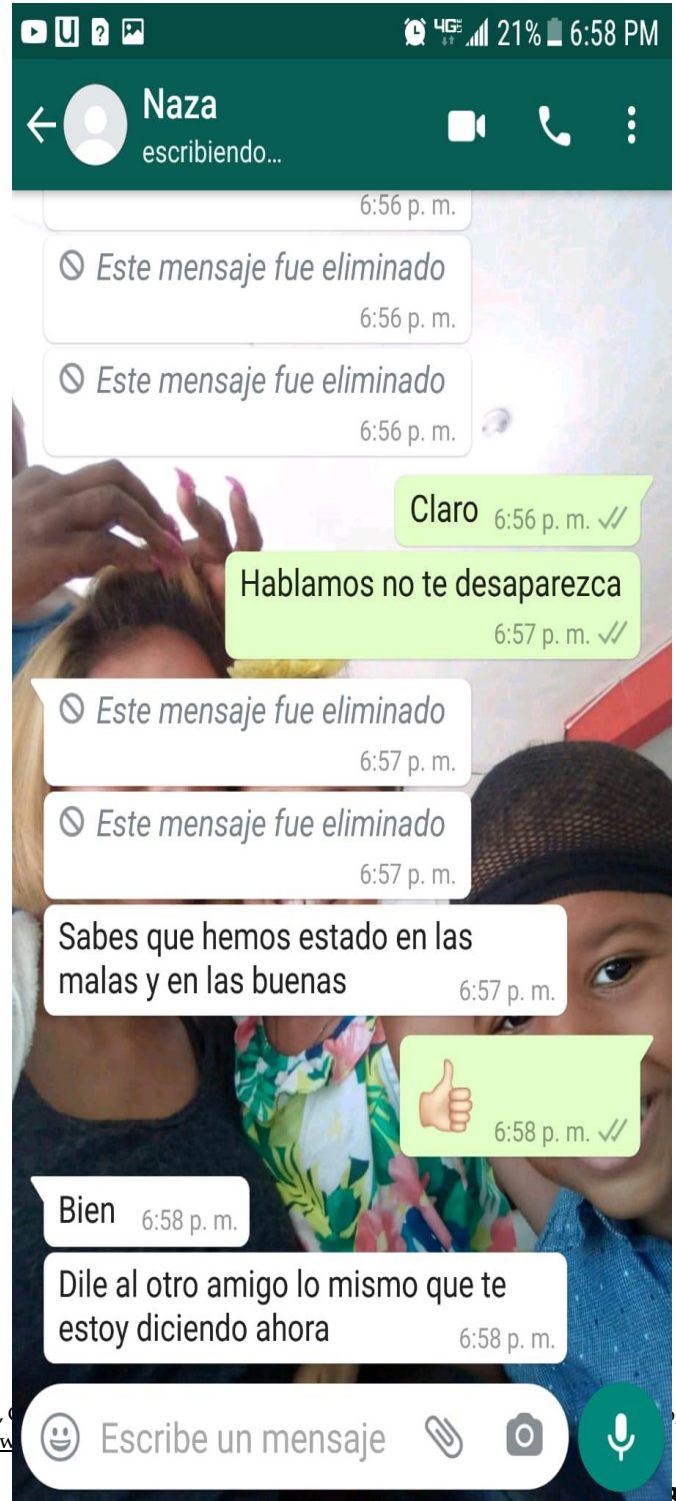 21% 6:58 PM
Naza
escribiendo...
6:56 p. m.
Este mensaje fue eliminado
6:56 p. m.
Este mensaje fue eliminado
6:56 p. m.
Claro 6:56 p. m.
Hablamos no te desaparezca
6:57 p. m.
Este mensaje fue eliminado
6:57 p. m.
Este mensaje fue eliminado
6:57 p. m.
Sabes que hemos estado en las
malas y en las buenas 6:57 p. m.
6:58 p. m.
Bien 6:58 p. m.
Dile al otro amigo lo mismo que te
estoy diciendo ahora 6:58 p. m.
Escribe un mensaje